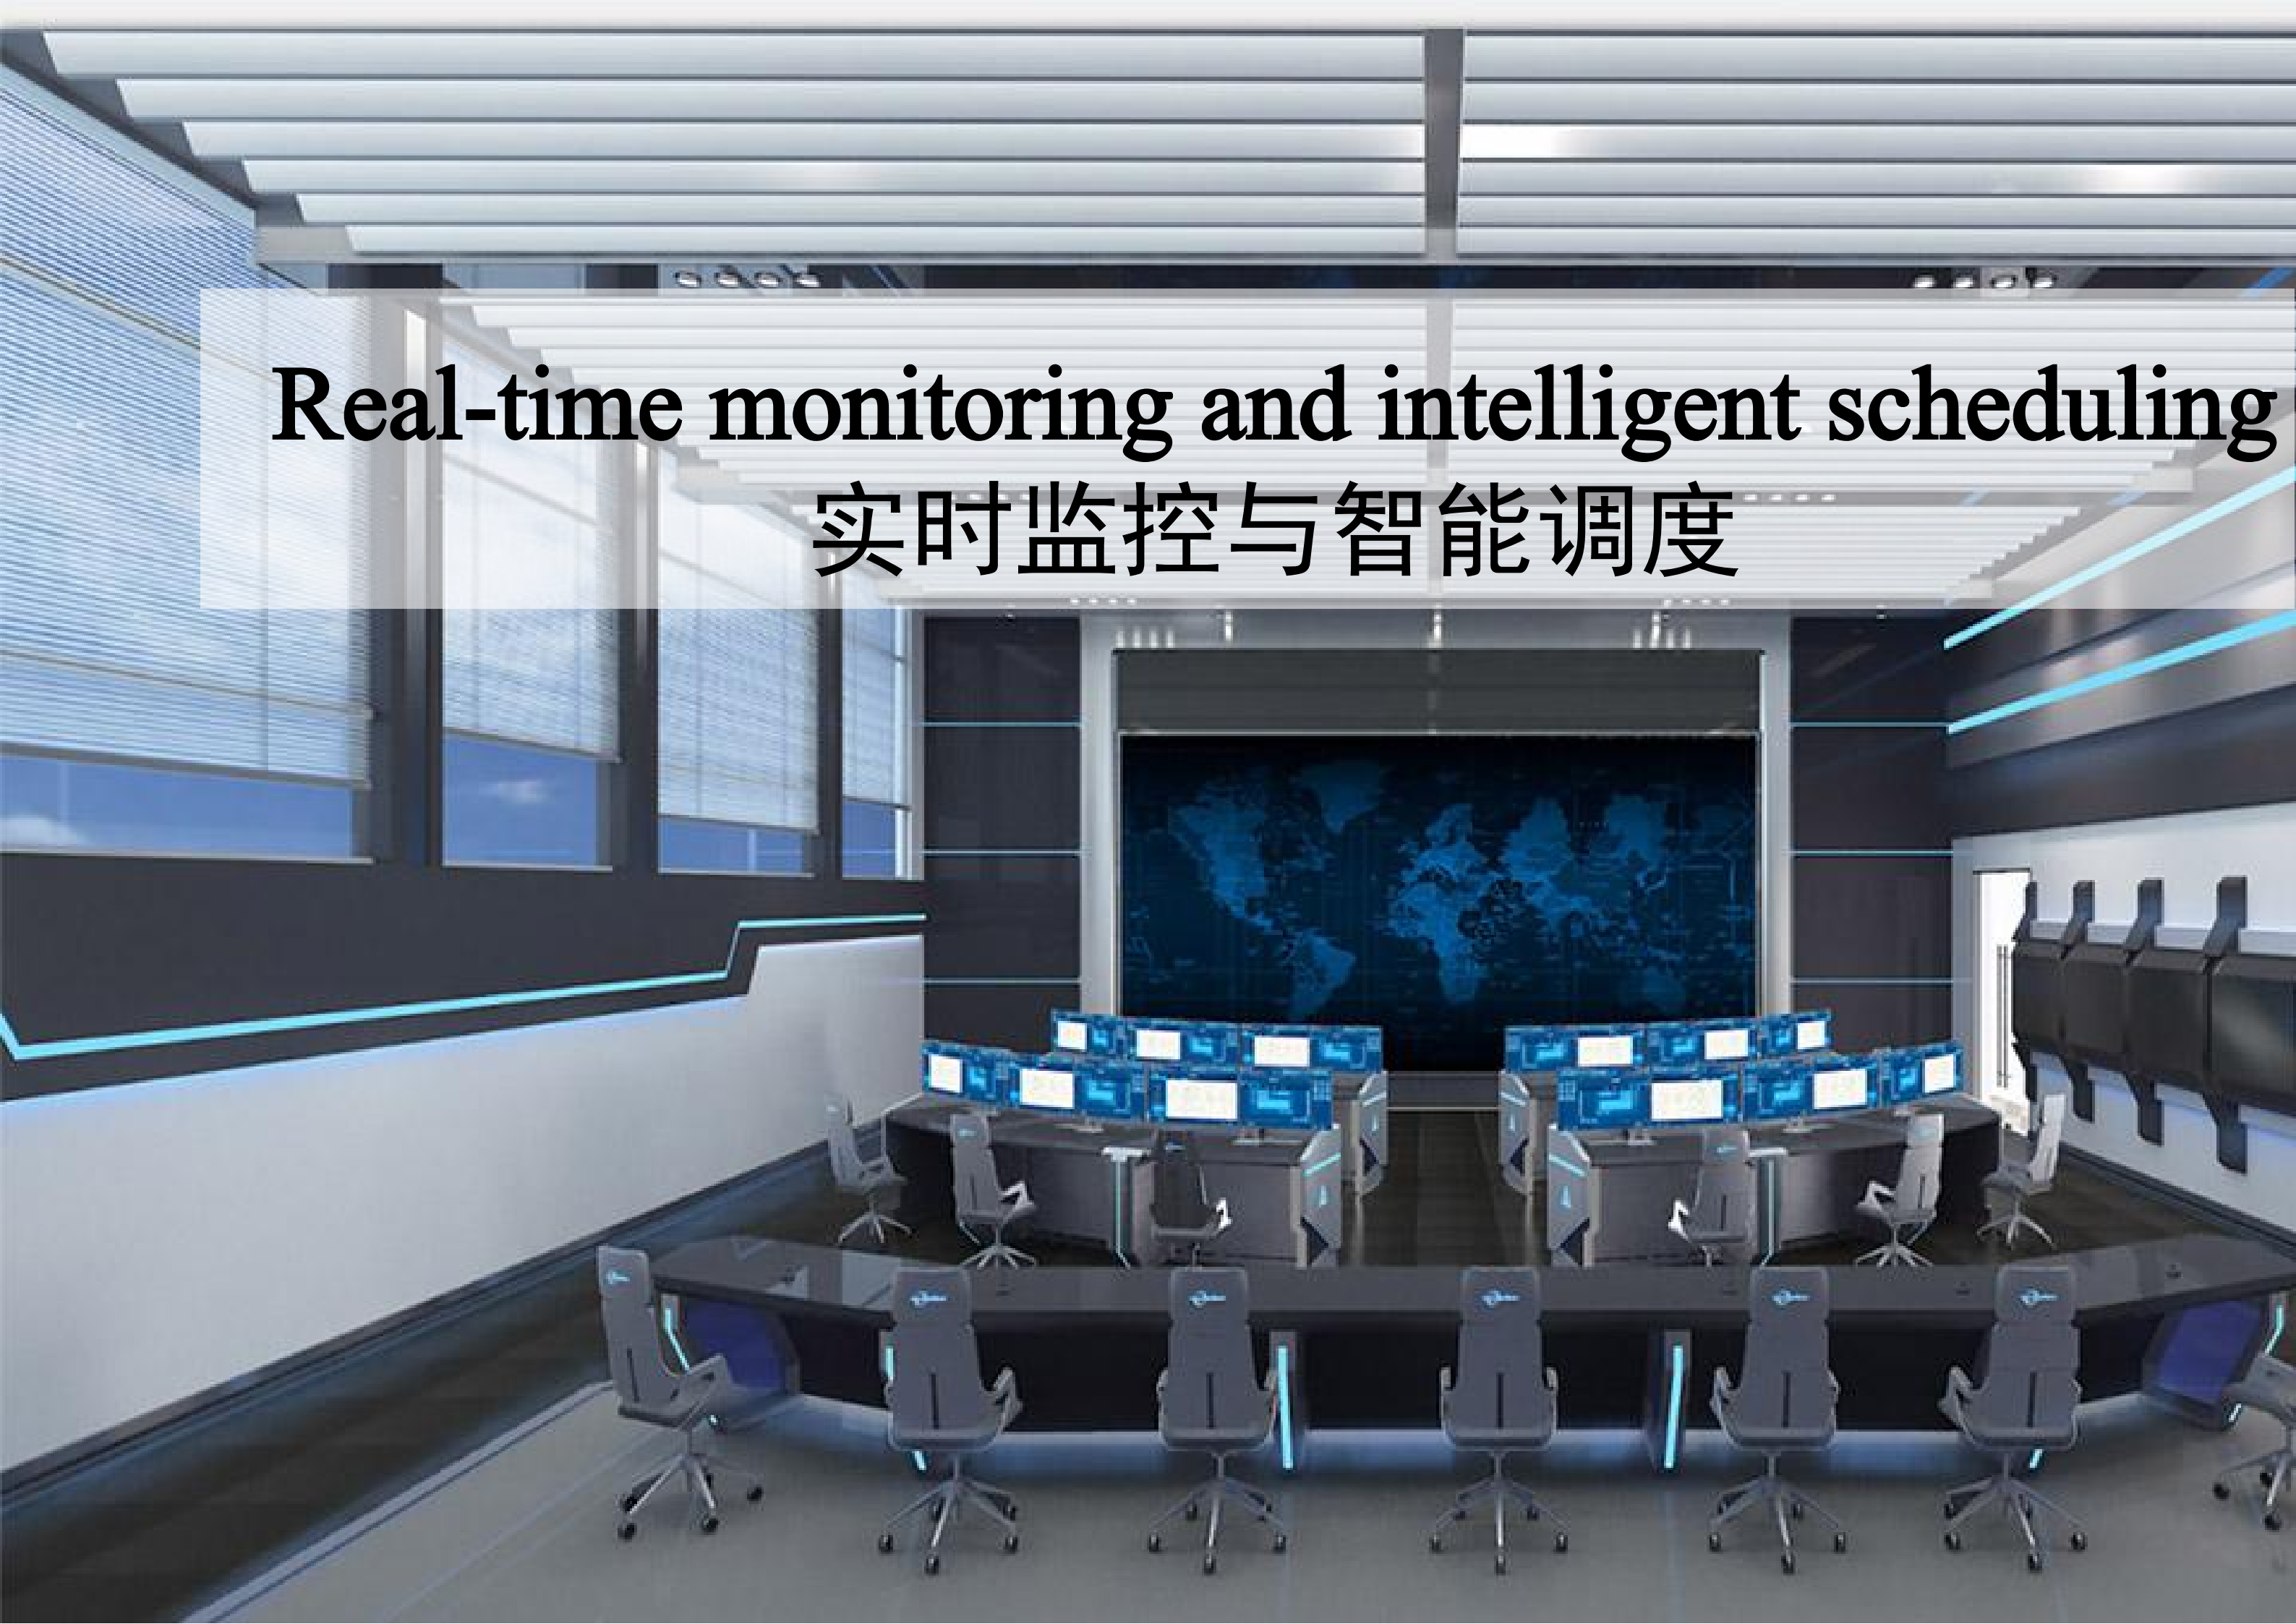 Real-time monitoring and intelligent scheduling
实时监控与智能调度